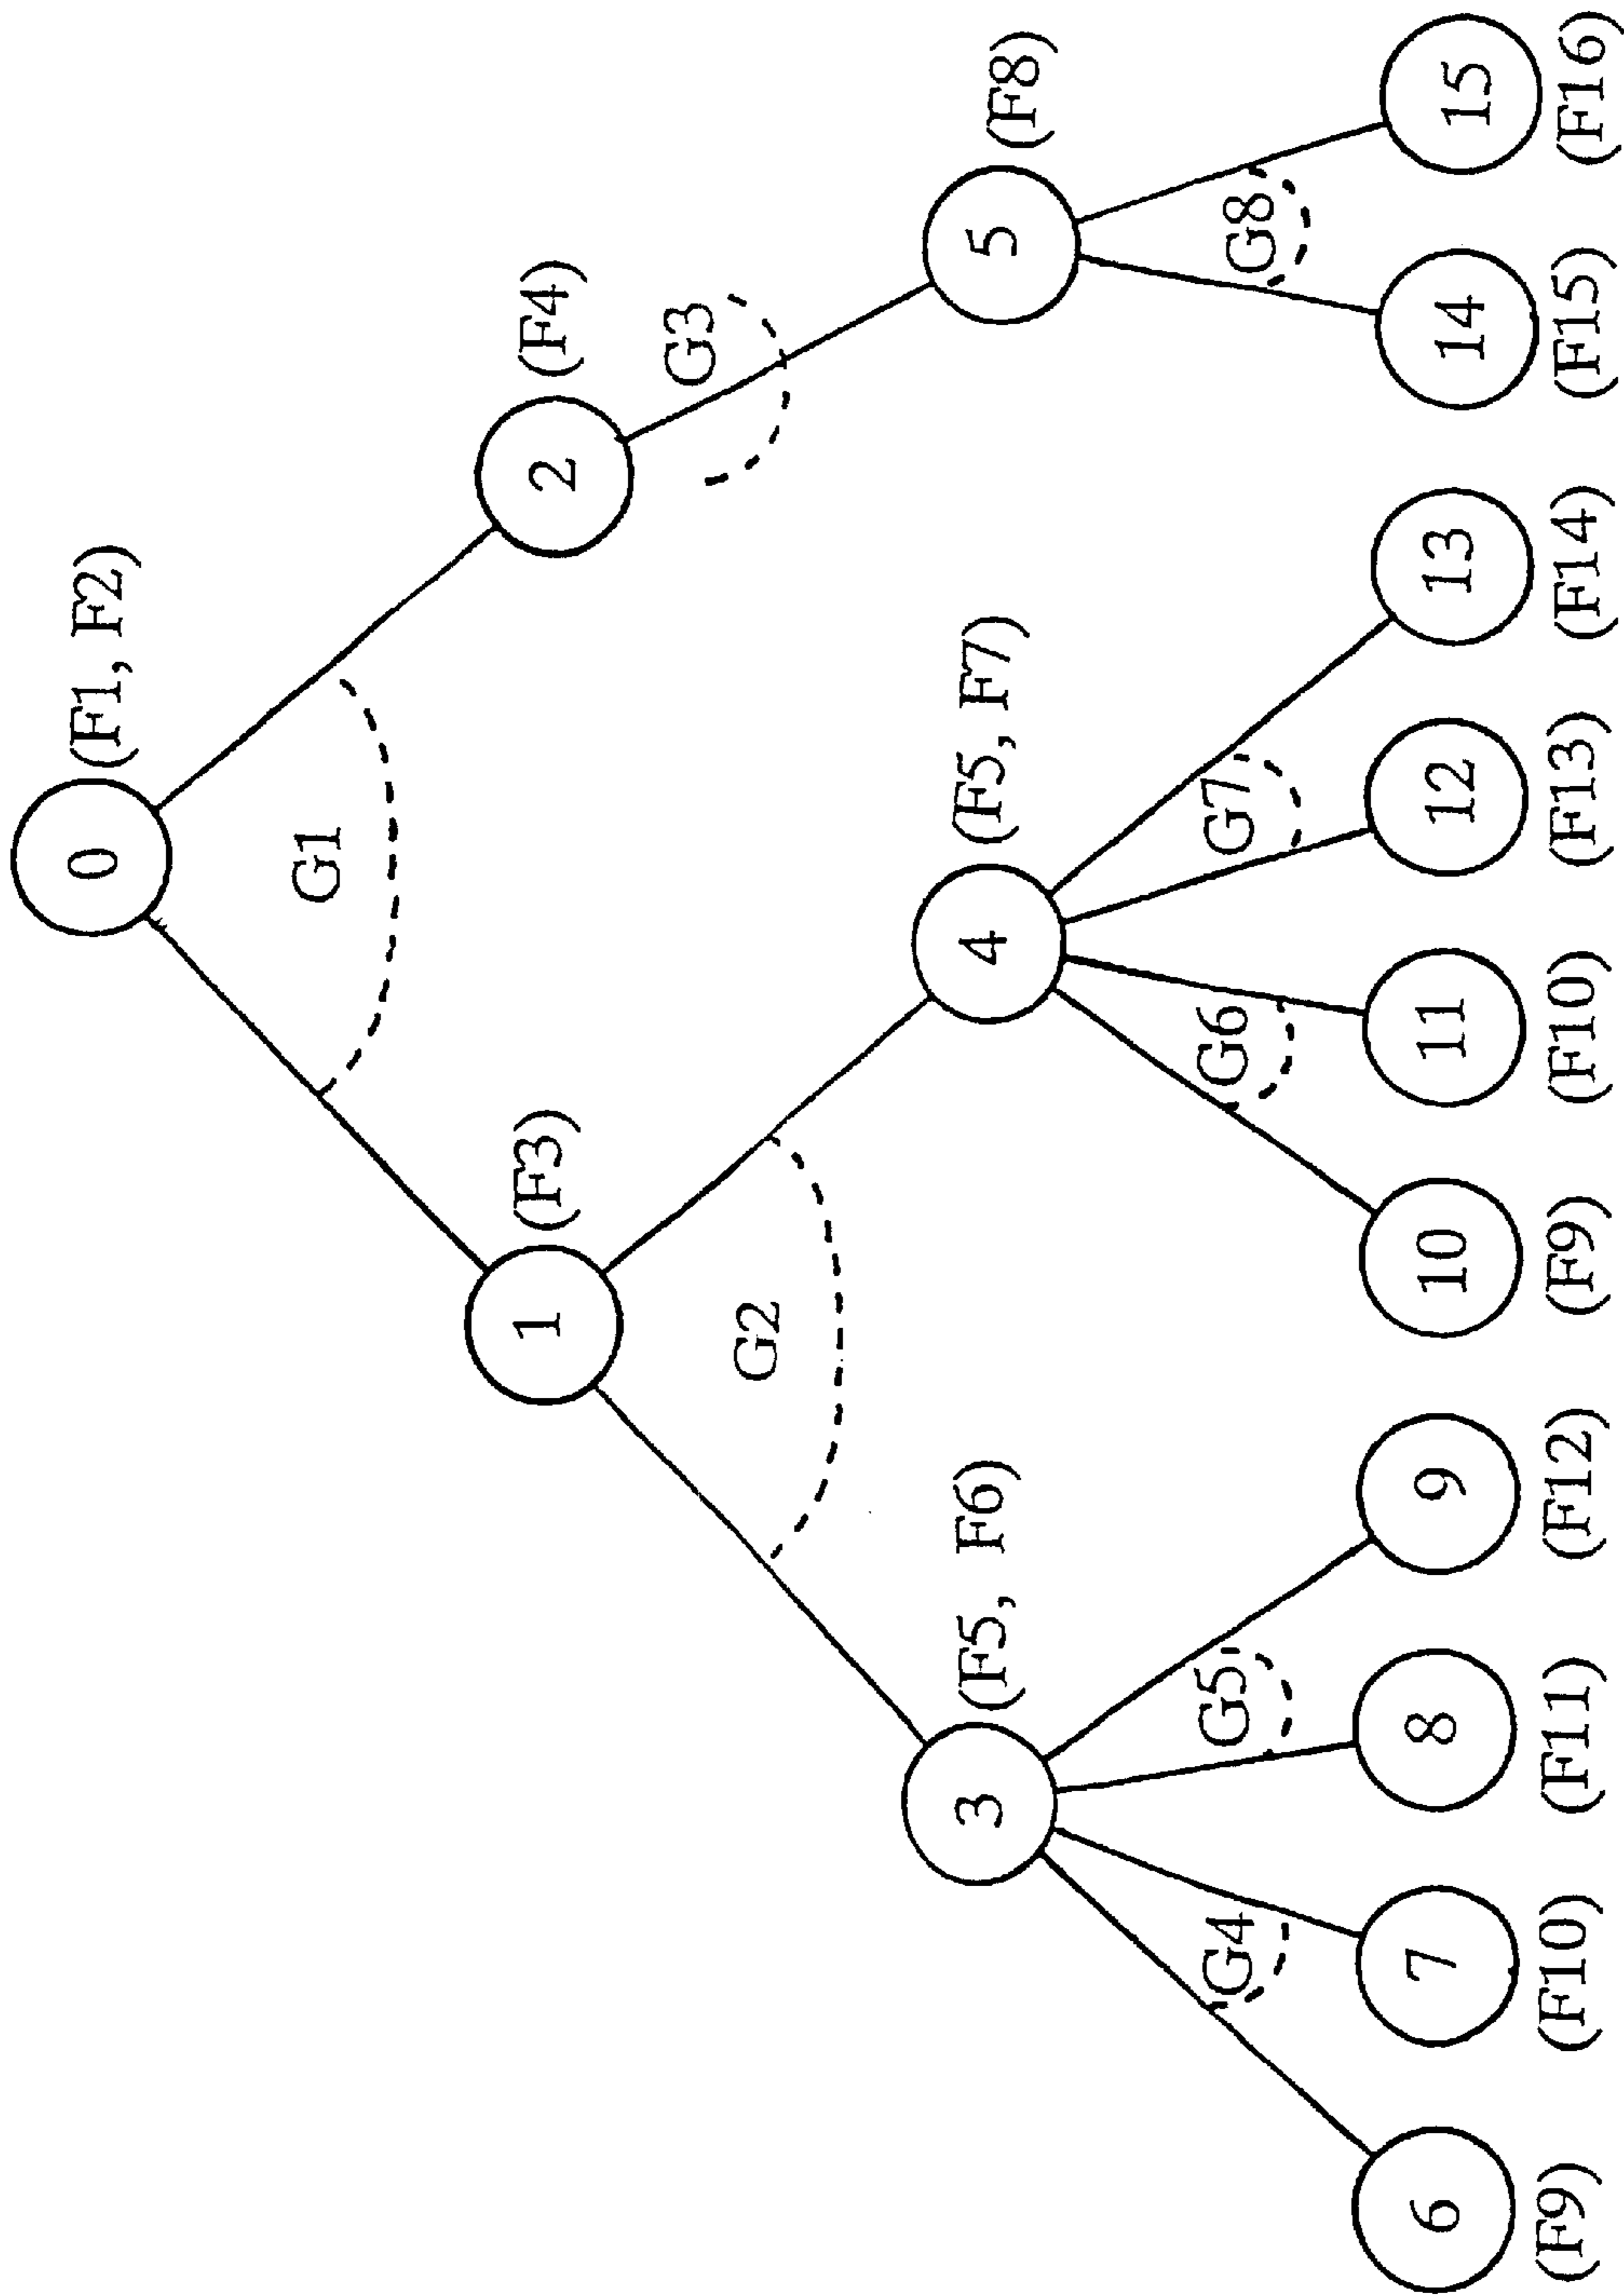 0
(F1, F2)
G1
1
(F3)
2
(F4)
G2
G3
3
(F5, F6)
4
(F5, F7)
5
(F8)
G4
G5
G6
G7
G8
6
7
8
9
10
11
12
13
14
15
(F9)
(F10)
(F11)
(F12)
(F9)
(F10)
(F13)
(F14)
(F15)
(F16)